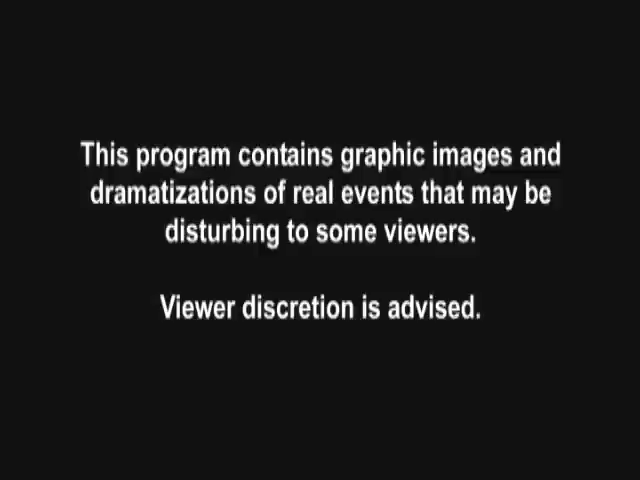 This program contains graphic images and
dramatizations of real events that may be
disturbing to some viewers.
Viewer discretion is advised.